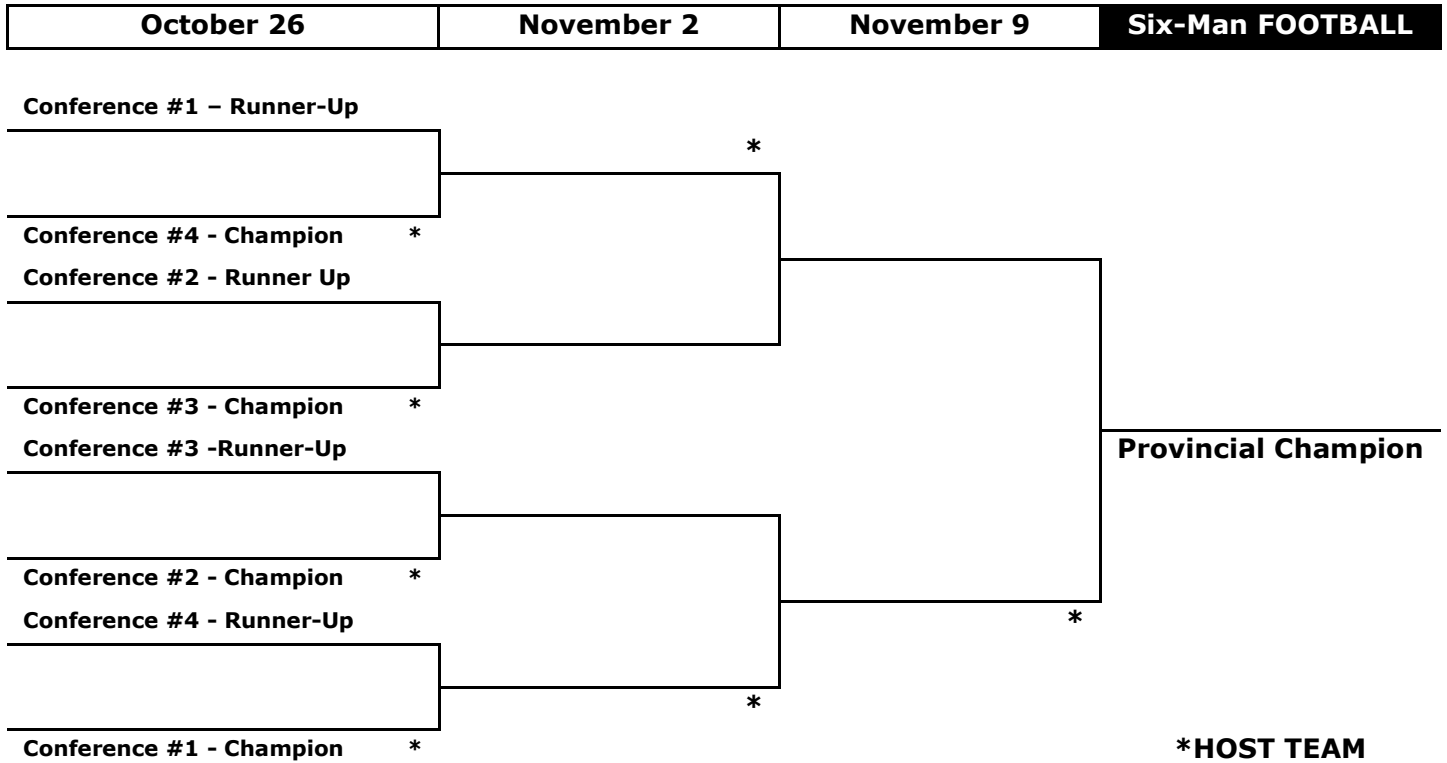 October 26 November 2 November 9 Six-Man FOOTBALL
Conference #1 – Runner-Up
*
Conference #4 - Champion *
Conference #2 - Runner Up
Conference #3 - Champion *
Conference #3 -Runner-Up
Provincial Champion
Conference #2 - Champion *
Conference #4 - Runner-Up
*
*
Conference #1 - Champion *
*HOST TEAM